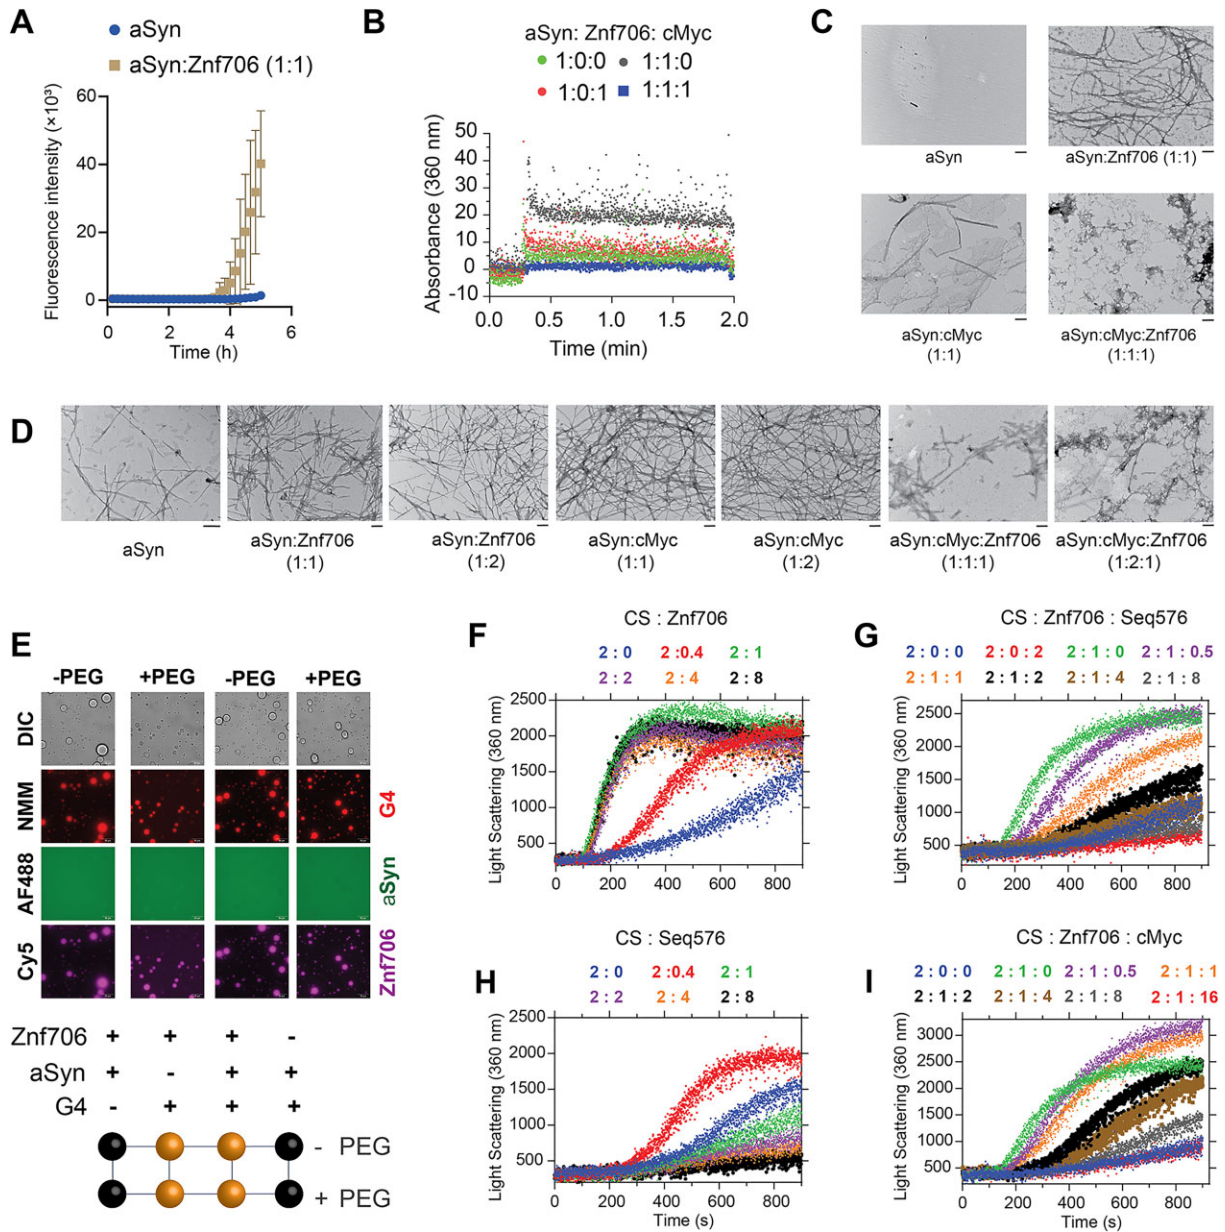 A
aSyn
aSyn:Znf706 (1:1)
Fluorescence intensity (×10³)
60
40
20
0
0 2 4 6
Time (h)
B
aSyn: Znf706: cMyc
1:0:0 1:1:0
1:0:1 1:1:1
Absorbance (360 nm)
50
40
30
20
10
0
-10
0.0 0.5 1.0 1.5 2.0
Time (min)
C
aSyn
aSyn:Znf706 (1:1)
aSyn:cMyc
(1:1)
aSyn:cMyc:Znf706
(1:1:1)
D
aSyn
aSyn:Znf706
(1:1)
aSyn:Znf706
(1:2)
aSyn:cMyc
(1:1)
aSyn:cMyc
(1:2)
aSyn:cMyc:Znf706
(1:1:1)
aSyn:cMyc:Znf706
(1:2:1)
E
-PEG +PEG -PEG +PEG
DIC
NMM
G4
AF488
aSyn
Cy5
Znf706
Znf706 + + + -
aSyn + - + +
G4 - + + +
- PEG
+ PEG
F
CS : Znf706
2 : 0 2 :0.4 2 : 1
2 : 2 2 : 4 2 : 8
Light Scattering (360 nm)
2500
2000
1500
1000
500
0 200 400 600 800
G
CS : Znf706 : Seq576
2 : 0 : 0 2 : 0 : 2 2 : 1 : 0 2 : 1 : 0.5
2 : 1 : 1 2 : 1 : 2 2 : 1 : 4 2 : 1 : 8
Light Scattering (360 nm)
2500
2000
1500
1000
500
0 200 400 600 800
H
CS : Seq576
2 : 0 2 :0.4 2 : 1
2 : 2 2 : 4 2 : 8
Light Scattering (360 nm)
2500
2000
1500
1000
500
0 200 400 600 800
Time (s)
I
CS : Znf706 : cMyc
2 : 0 : 0 2 : 1 : 0 2 : 1 : 0.5 2 : 1 : 1
2 : 1 : 2 2 : 1 : 4 2 : 1 : 8 2 : 1 : 16
Light Scattering (360 nm)
3000
2500
2000
1500
1000
500
0 200 400 600 800
Time (s)